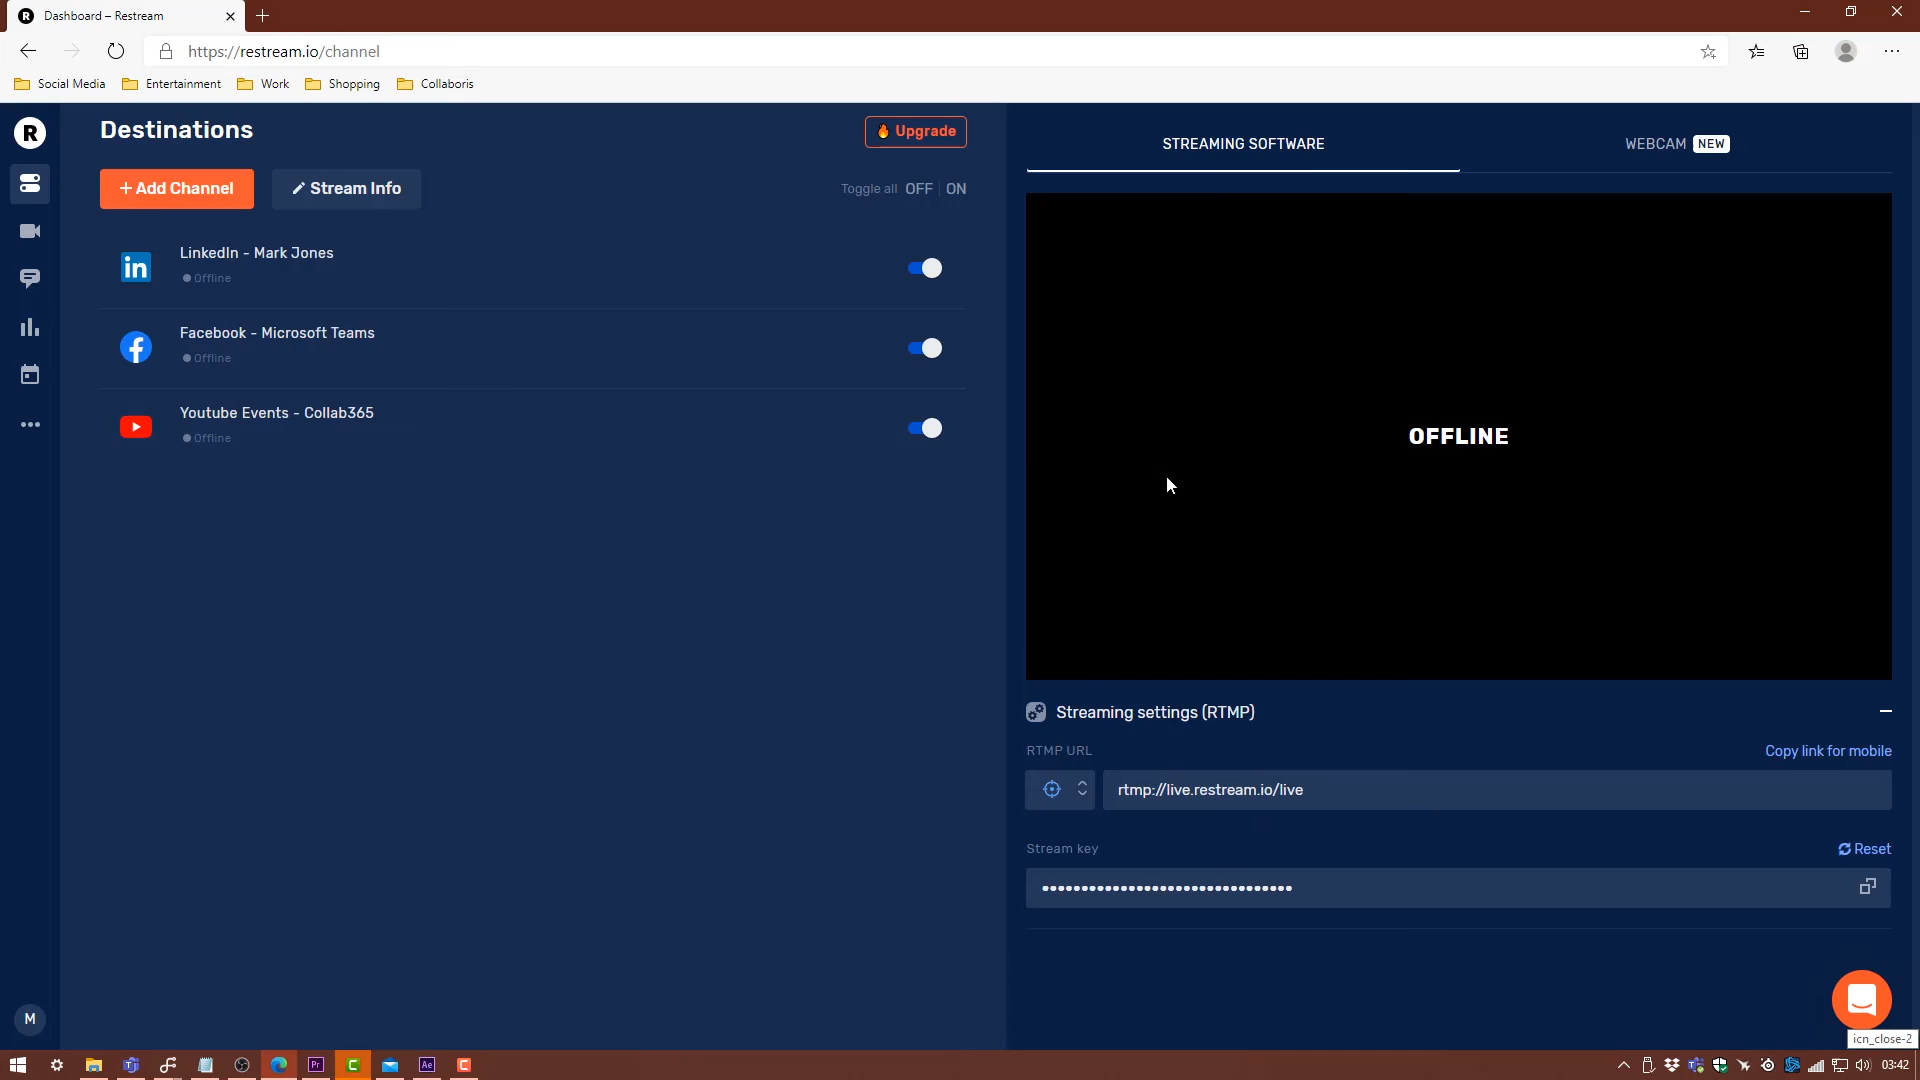 R Dashboard – Restream
https://restream.io/channel
Social Media Entertainment Work Shopping Collaboris
R
Destinations
Upgrade
+ Add Channel
Stream Info
Toggle all OFF | ON
LinkedIn - Mark Jones
Offline
Facebook - Microsoft Teams
Offline
Youtube Events - Collab365
Offline
M
STREAMING SOFTWARE
WEBCAM NEW
OFFLINE
Streaming settings (RTMP)
RTMP URL
Copy link for mobile
rtmp://live.restream.io/live
Stream key
Reset
••••••••••••••••••••••••••••••••
icn_close-2
Pr
C
Ae
C
03:42